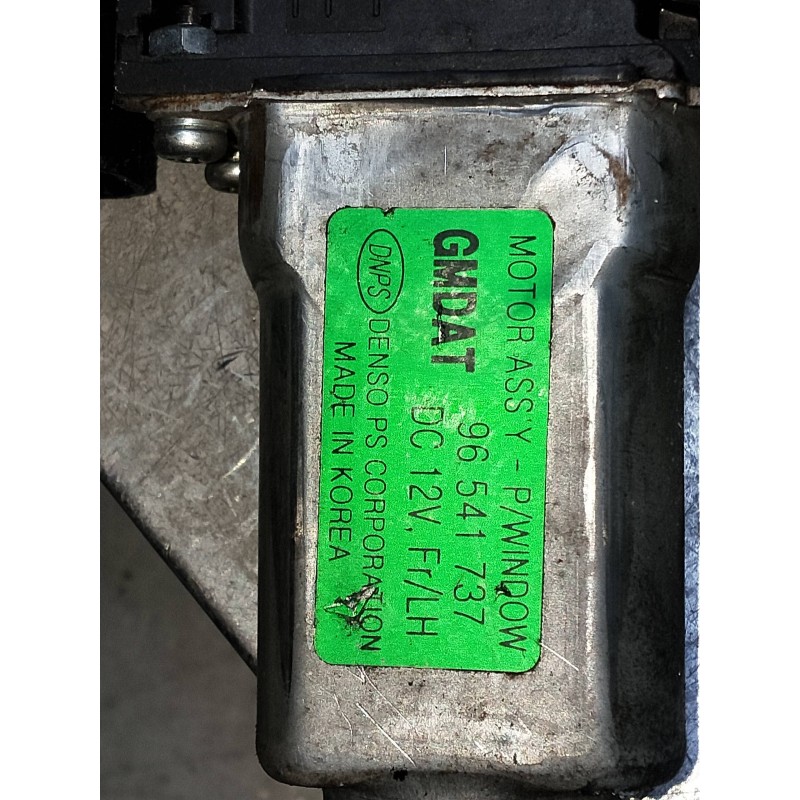 MOTOR ASS'Y - P/WINDOW
GMDAT 96 541 737
DC 12V, Fr/LH
DNPS DENSO PS CORPORATION
MADE IN KOREA